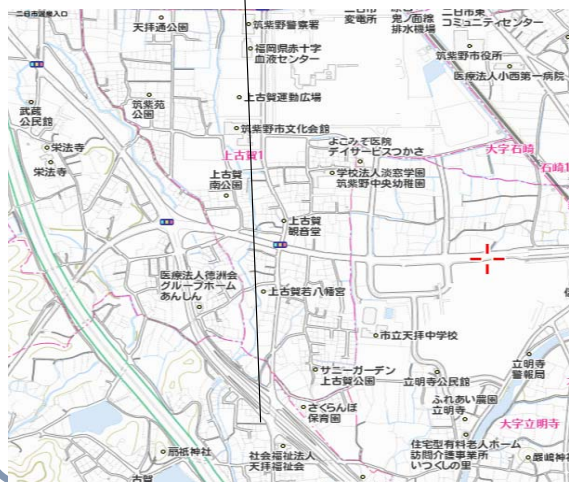 二日市温泉入口
天拝通公園
筑紫野警察署
福岡県赤十字
血液センター
二日市
変電所
鬼ノ面踏
排水機場
二日市東
コミュニティセンター
筑紫野市役所
医療法人小西第一病院
武蔵
公民館
筑紫苑
公園
上古賀運動広場
筑紫野市文化会館
栄法寺
栄法寺
上古賀1
よこみぞ医院
デイサービスつかさ
大字石崎
石崎1
上古賀
南公園
学校法人淡窓学園
筑紫野中央幼稚園
上古賀
観音堂
医療法人徳洲会
グループホーム
あんしん
上古賀若八幡宮
市立天拝中学校
サニーガーデン
上古賀公園
立明寺公民館
立明寺
警報局
さくらんぼ
保育園
ふれあい農園
立明寺
大字立明寺
扇祇神社
社会福祉法人
天拝福祉会
住宅型有料老人ホーム
訪問介護事業所
いつくしの里
厳嶋神
古賀